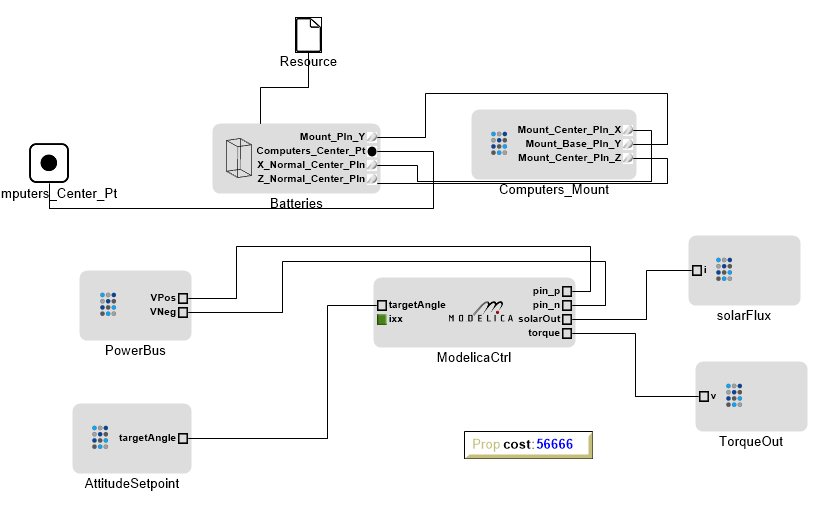 Resource
Mount_Pln_Y
Computers_Center_Pt
X_Normal_Center_Pln
Z_Normal_Center_Pln
Batteries
Mount_Center_Pln_X
Mount_Base_Pln_Y
Mount_Center_Pln_Z
Computers_Mount
mputers_Center_Pt
VPos
VNeg
PowerBus
targetAngle
ixx
MODELICA
pin_p
pin_n
solarOut
torque
ModelicaCtrl
i
solarFlux
v
TorqueOut
targetAngle
AttitudeSetpoint
Prop cost:56666